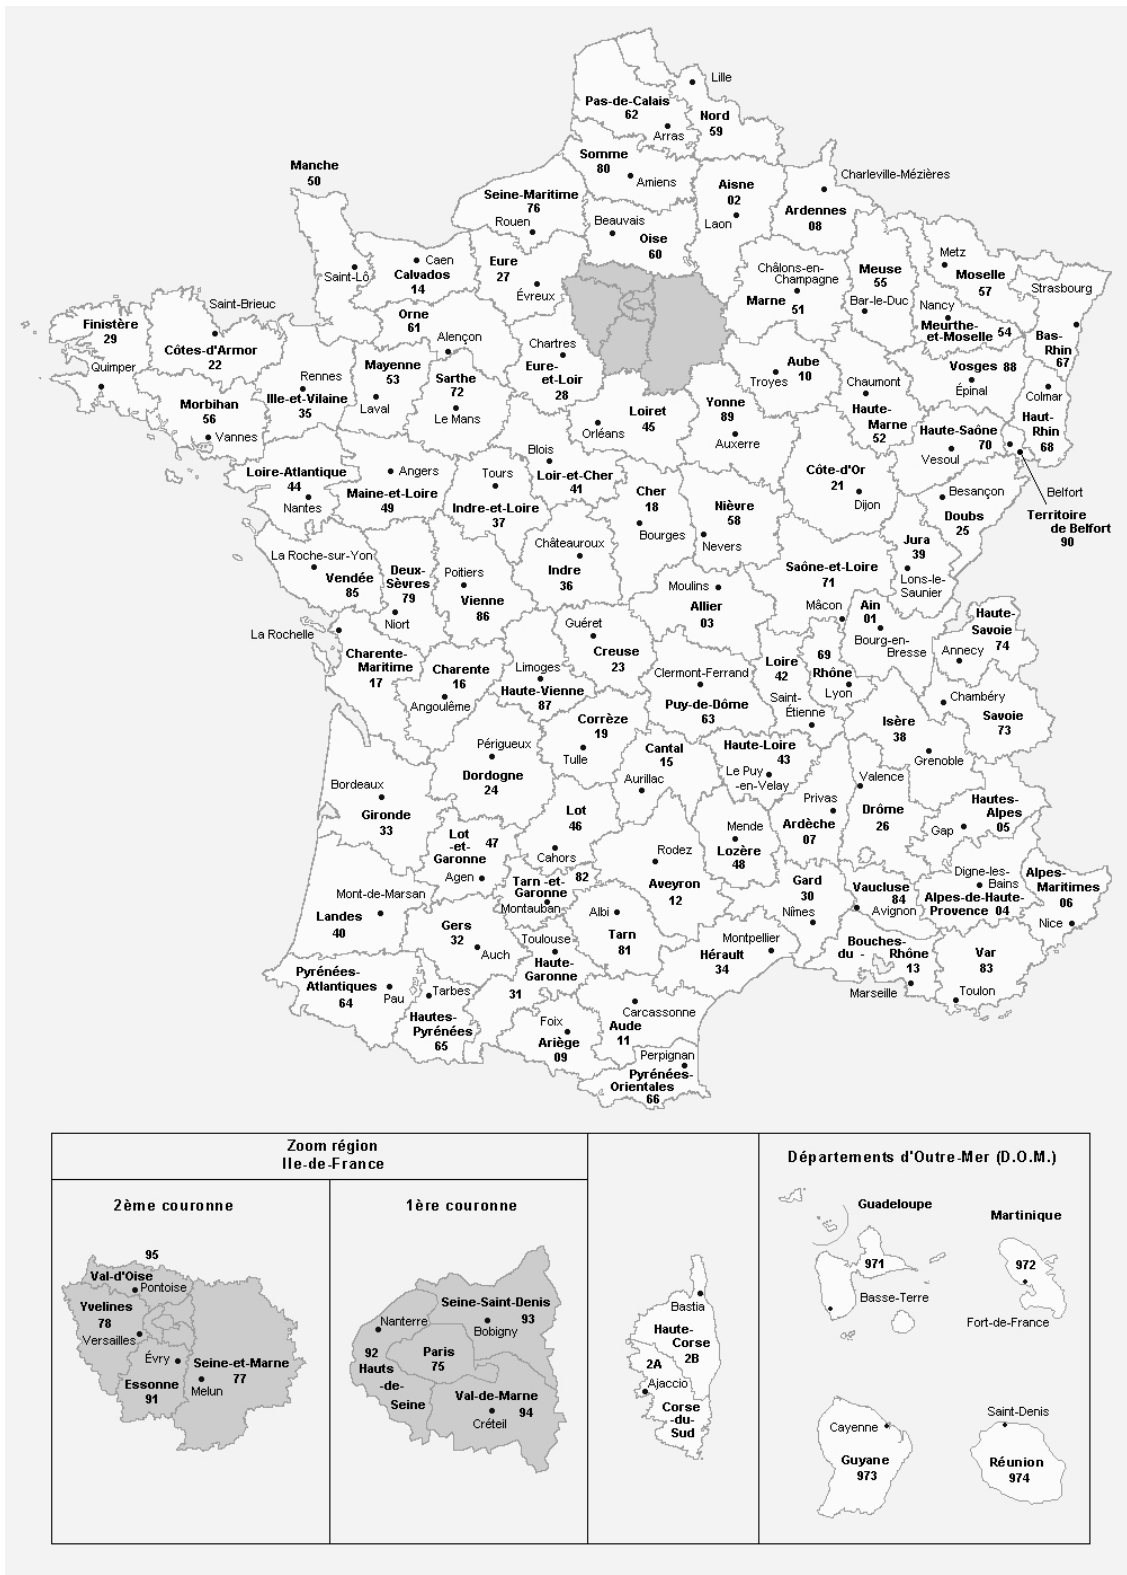 Lille
Pas-de-Calais
62
Nord
59
Arras
Somme
80
Amiens
Manche
50
Charleville-Mézières
Aisne
02
Laon
Ardennes
08
Seine-Maritime
76
Rouen
Beauvais
Oise
60
Metz
Moselle
57
Meuse
55
Bar-le-Duc
Châlons-en-
Champagne
Marne
51
Eure
27
Évreux
Caen
Calvados
14
Saint-Lô
Strasbourg
Nancy
Meurthe-
et-Moselle 54
Bas-
Rhin
67
Saint-Brieuc
Finistère
29
Côtes-d'Armor
22
Quimper
Orne
61
Alençon
Chartres
Eure-
et-Loir
28
Mayenne
53
Laval
Sarthe
72
Le Mans
Rennes
Ille-et-Vilaine
35
Morbihan
56
Vannes
Aube
10
Troyes
Chaumont
Haute-
Marne
52
Vosges 88
Épinal
Colmar
Haut-
Rhin
68
Yonne
89
Auxerre
Loiret
45
Orléans
Haute-Saône
70
Vesoul
Blois
Loir-et-Cher
41
Loire-Atlantique
44
Nantes
Angers
Maine-et-Loire
49
Tours
Indre-et-Loire
37
Cher
18
Bourges
Nièvre
58
Nevers
Côte-d'Or
21
Dijon
Besançon
Doubs
25
Belfort
Territoire
de Belfort
90
Jura
39
Lons-le-
Saunier
La Roche-sur-Yon
Vendée
85
Deux-
Sèvres
79
Niort
Poitiers
Vienne
86
Châteauroux
Indre
36
Moulins
Allier
03
Saône-et-Loire
71
Mâcon
Ain
01
Bourg-en-
Bresse
Haute-
Savoie
74
Annecy
La Rochelle
Charente-
Maritime
17
Charente
16
Angoulême
Limoges
Haute-Vienne
87
Guéret
Creuse
23
Clermont-Ferrand
Puy-de-Dôme
63
Loire
42
Saint-
Étienne
69
Rhône
Lyon
Chambéry
Savoie
73
Isère
38
Grenoble
Corrèze
19
Tulle
Périgueux
Dordogne
24
Cantal
15
Aurillac
Haute-Loire
43
Le Puy
-en-Velay
Bordeaux
Gironde
33
Valence
Drôme
26
Privas
Ardèche
07
Hautes-
Alpes
05
Gap
Lot
46
Cahors
Lot
-et-
Garonne
47
Agen
Mende
Lozère
48
Rodez
Aveyron
12
Tarn -et-
Garonne
82
Montauban
Mont-de-Marsan
Landes
40
Gers
32
Auch
Albi
Tarn
81
Toulouse
Haute-
Garonne
31
Gard
30
Nîmes
Vaucluse
84
Avignon
Digne-les-
Bains
Alpes-de-Haute-
Provence 04
Alpes-
Maritimes
06
Nice
Montpellier
Hérault
34
Bouches-
du - Rhône
13
Marseille
Var
83
Toulon
Pyrénées-
Atlantiques
64
Pau
Tarbes
Hautes-
Pyrénées
65
Foix
Ariège
09
Carcassonne
Aude
11
Perpignan
Pyrénées-
Orientales
66
Zoom région
Ile-de-France
2ème couronne
95
Val-d'Oise
Pontoise
Yvelines
78
Versailles
Évry
Essonne
91
Seine-et-Marne
77
Melun
1ère couronne
Seine-Saint-Denis
93
Bobigny
Nanterre
92
Hauts
-de-
Seine
Paris
75
Val-de-Marne
94
Créteil
Bastia
Haute-
Corse
2B
2A
Ajaccio
Corse
-du-
Sud
Départements d'Outre-Mer (D.O.M.)
Guadeloupe
971
Basse-Terre
Martinique
972
Fort-de-France
Cayenne
Guyane
973
Saint-Denis
Réunion
974